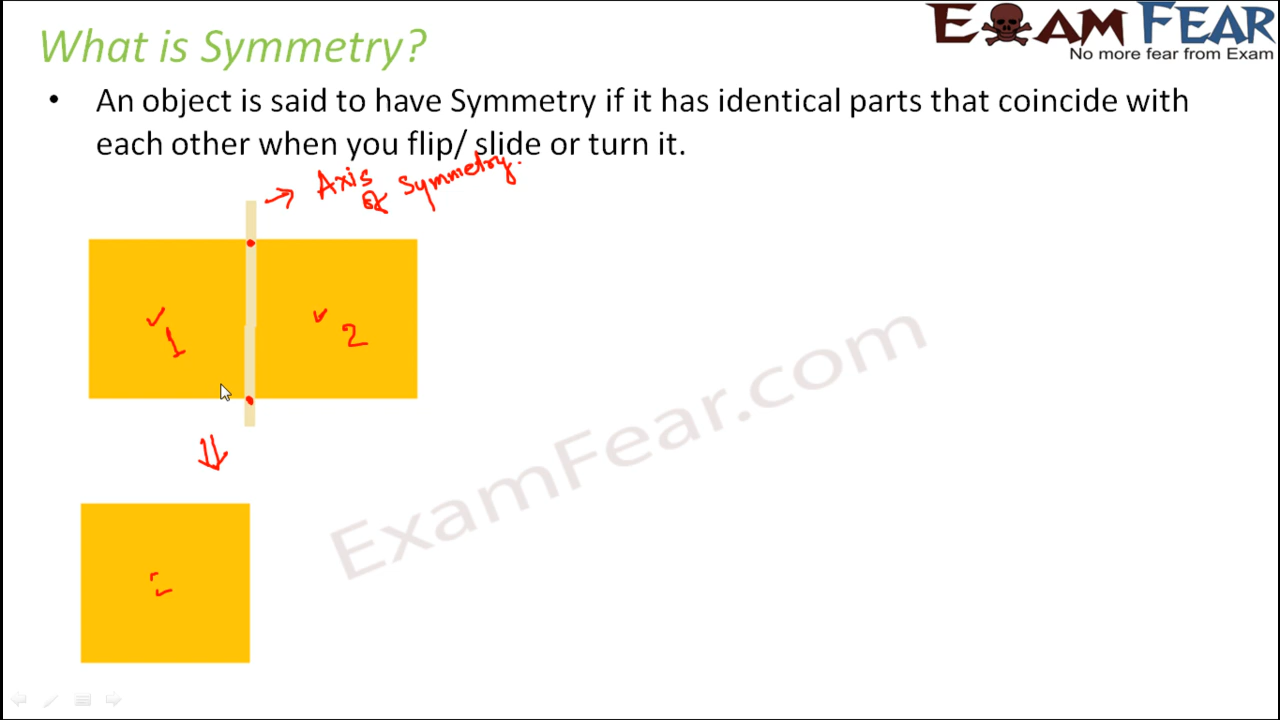 What is Symmetry?
EXAM FEAR
No more fear from Exam
• An object is said to have Symmetry if it has identical parts that coincide with
each other when you flip/ slide or turn it.
Axis
of Symmetry.
1
2
ExamFear.com